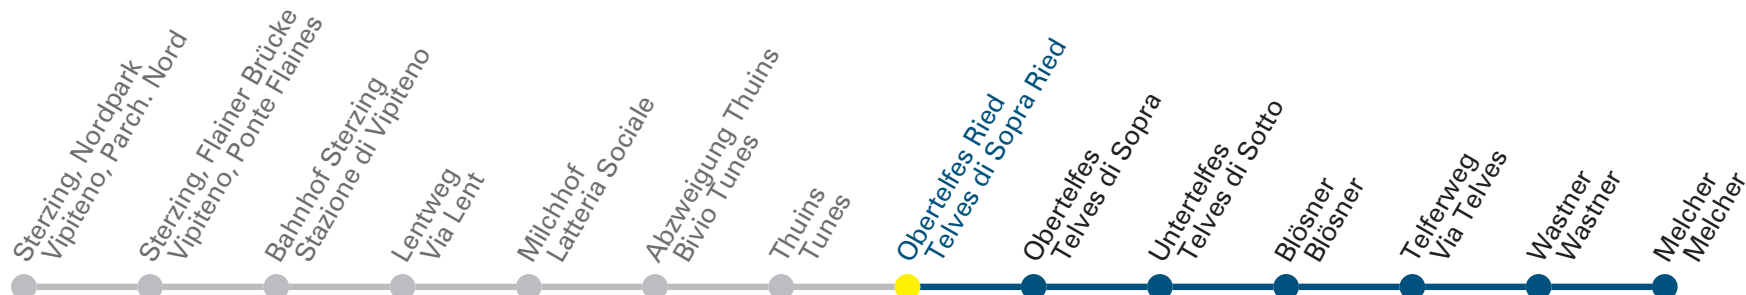 Sterzing, Nordpark
Vipiteno, Parch. Nord
Sterzing, Flainer Brücke
Vipiteno, Ponte Flaines
Bahnhof Sterzing
Stazione di Vipiteno
Lentweg
Via Lent
Milchhof
Latteria Sociale
Abzweigung Thuins
Bivio Tunes
Thuins
Tunes
Obertelfes Ried
Telves di Sopra Ried
Obertelfes
Telves di Sopra
Untertelfes
Telves di Sotto
Blösner
Blösner
Telferweg
Via Telves
Wastner
Wastner
Melcher
Melcher